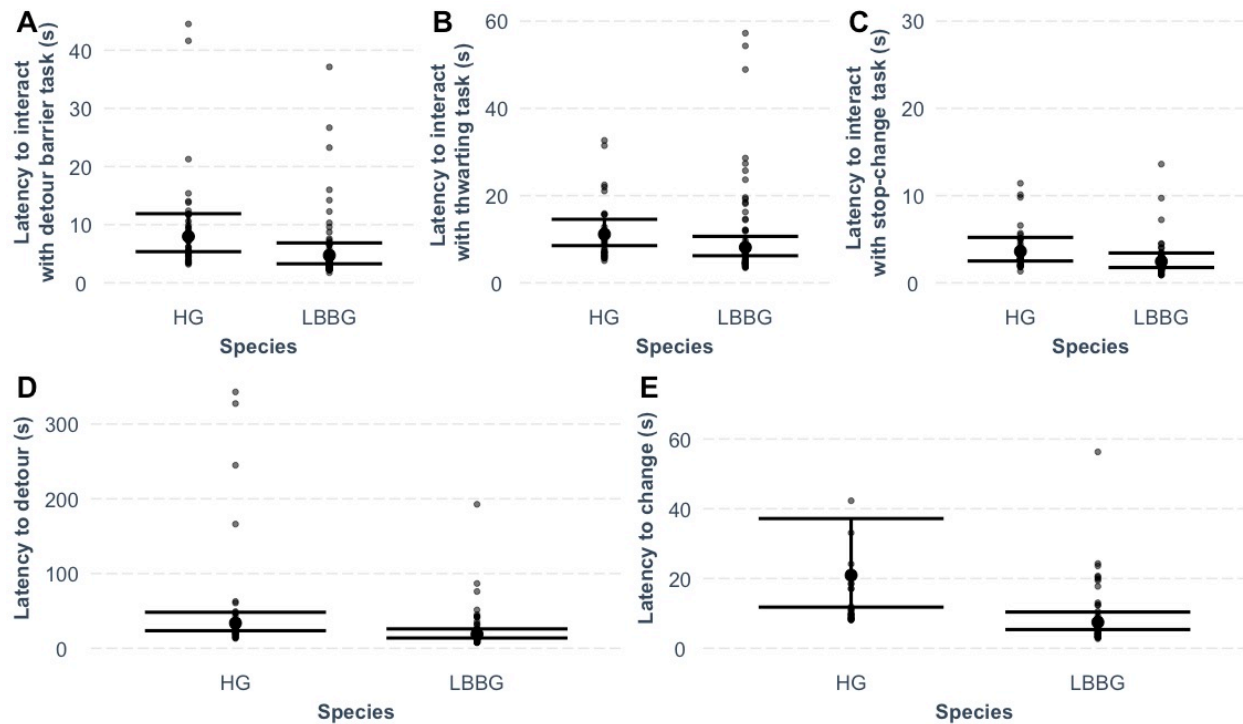 A
Latency to interact
with detour barrier task (s)
40
30
20
10
0
HG
LBBG
Species
B
Latency to interact
with thwarting task (s)
60
40
20
0
HG
LBBG
Species
C
Latency to interact
with stop-change task (s)
30
20
10
0
HG
LBBG
Species
D
Latency to detour (s)
300
200
100
0
HG
LBBG
Species
E
Latency to change (s)
60
40
20
0
HG
LBBG
Species